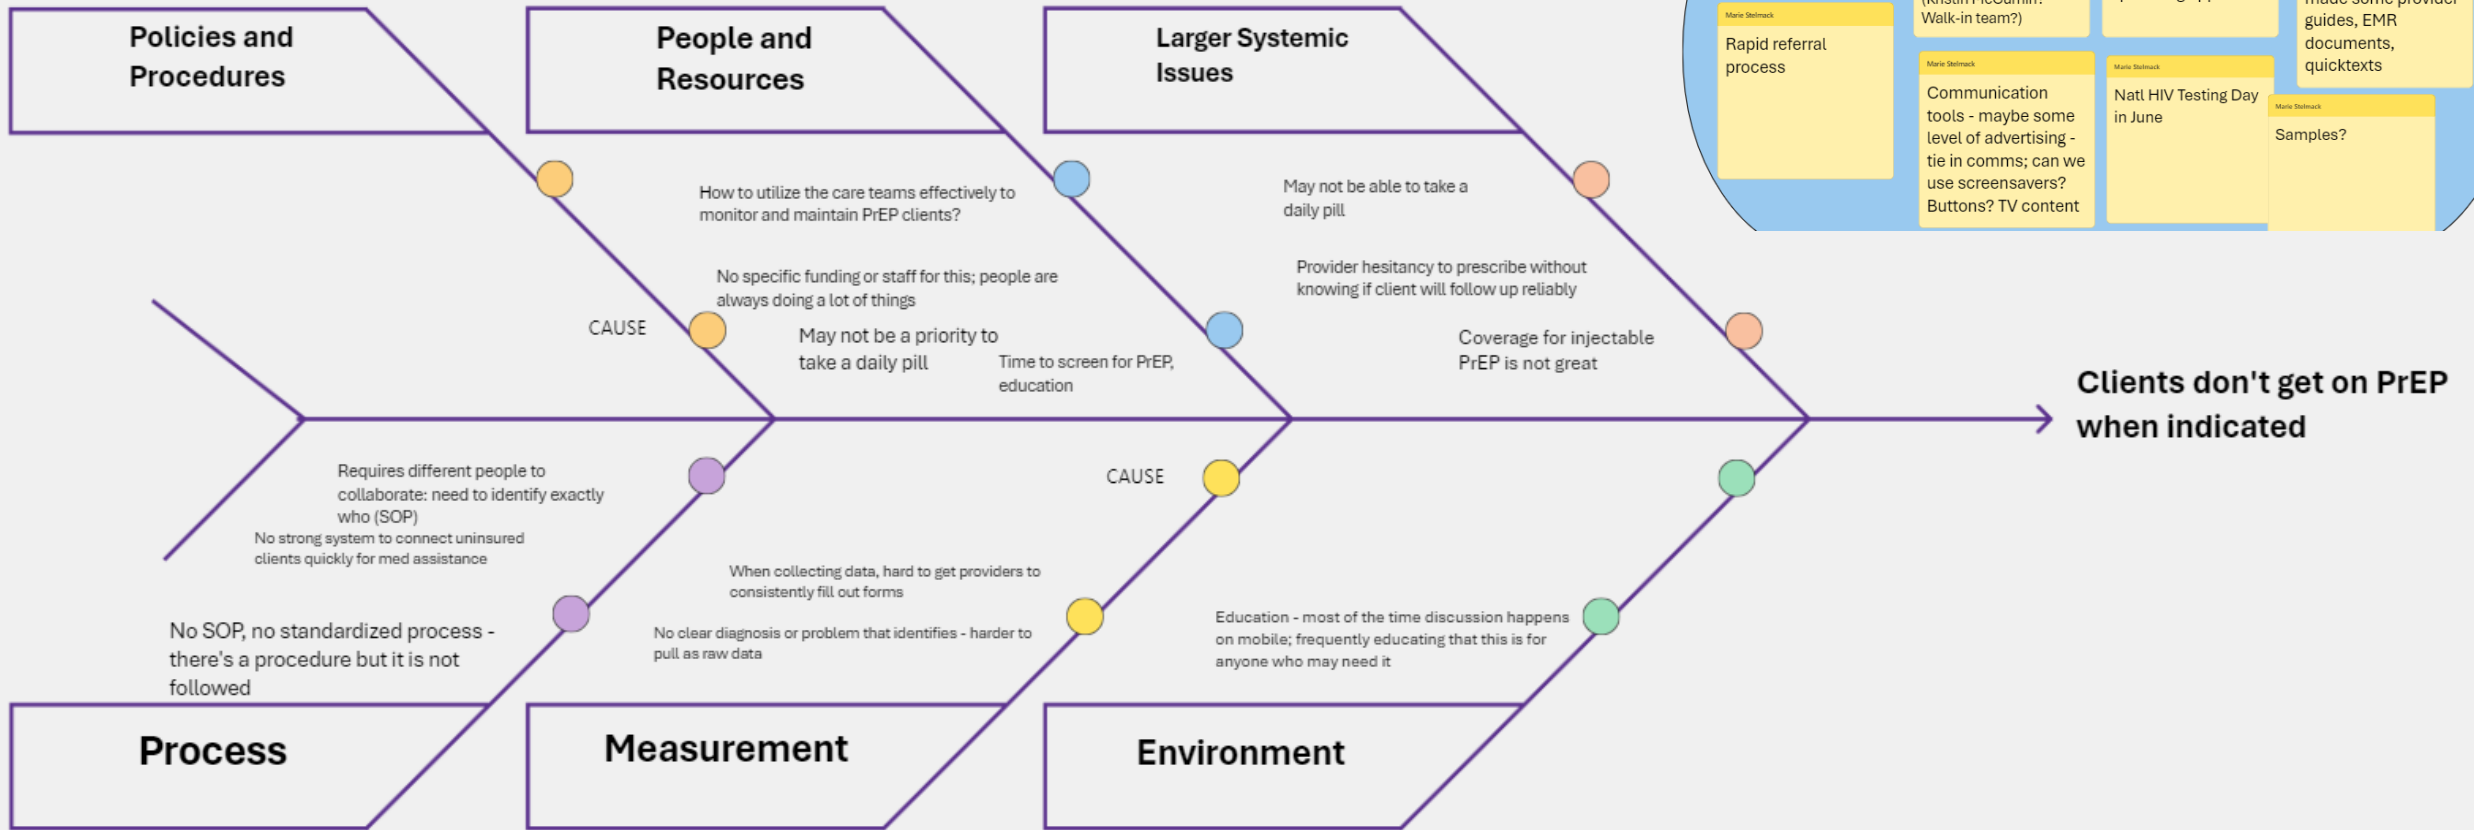 Policies and
Procedures
People and
Resources
Larger Systemic
Issues
How to utilize the care teams effectively to
monitor and maintain PrEP clients?
No specific funding or staff for this; people are
always doing a lot of things
CAUSE
May not be a priority to
take a daily pill
Time to screen for PrEP,
education
May not be able to take a
daily pill
Provider hesitancy to prescribe without
knowing if client will follow up reliably
Coverage for injectable
PrEP is not great
Clients don't get on PrEP
when indicated
Requires different people to
collaborate: need to identify exactly
who (SOP)
No strong system to connect uninsured
clients quickly for med assistance
No SOP, no standardized process -
there's a procedure but it is not
followed
CAUSE
When collecting data, hard to get providers to
consistently fill out forms
No clear diagnosis or problem that identifies - harder to
pull as raw data
Education - most of the time discussion happens
on mobile; frequently educating that this is for
anyone who may need it
Process
Measurement
Environment
Marie Stelmack
Rapid referral
process
Walk-in team?)
Marie Stelmack
Communication
tools - maybe some
level of advertising -
tie in comms; can we
use screensavers?
Buttons? TV content
Marie Stelmack
Natl HIV Testing Day
in June
made some provider
guides, EMR
documents,
quicktexts
Marie Stelmack
Samples?